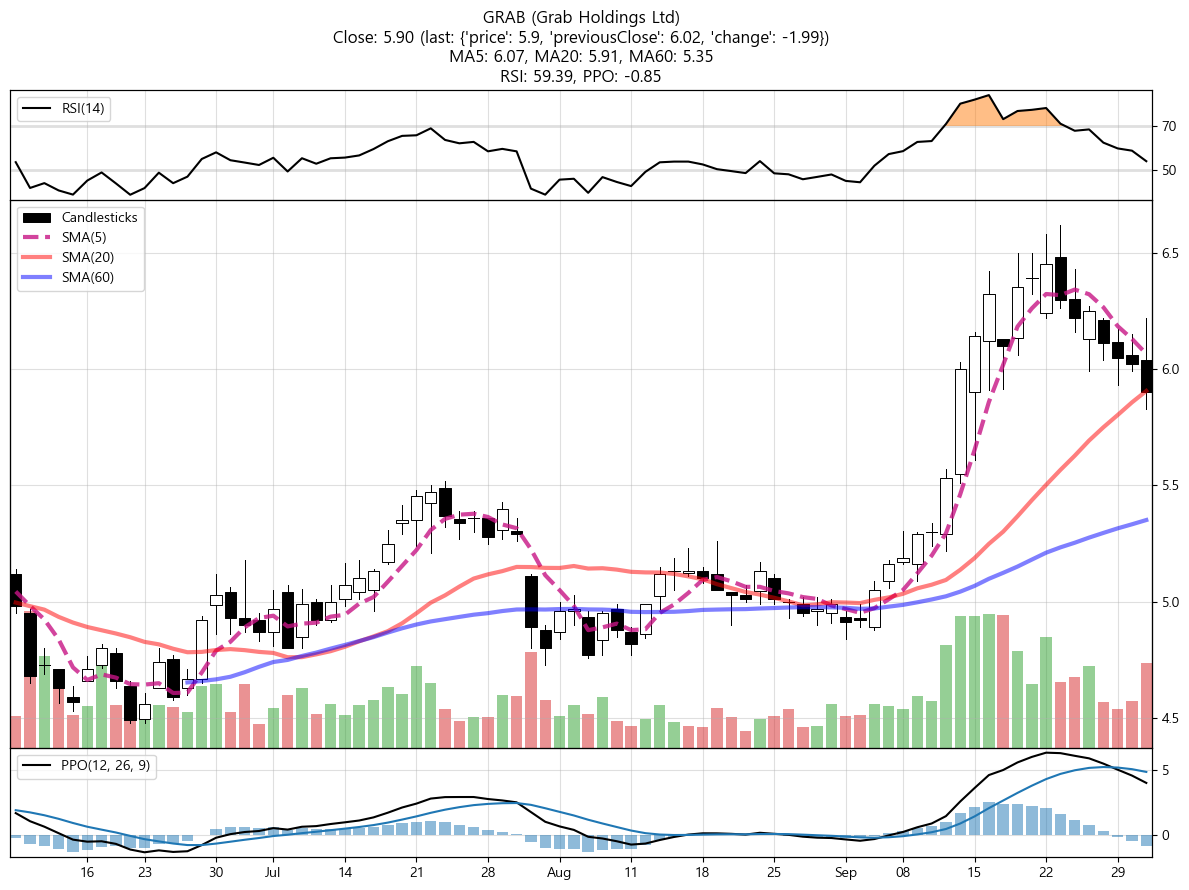 GRAB (Grab Holdings Ltd)
Close: 5.90 (last: {'price': 5.9, 'previousClose': 6.02, 'change': -1.99})
MA5: 6.07, MA20: 5.91, MA60: 5.35
RSI: 59.39, PPO: -0.85
RSI(14)
70
50
Candlesticks
SMA(5)
SMA(20)
SMA(60)
6.5
6.0
5.5
5.0
4.5
PPO(12, 26, 9)
5
0
16 23 30 Jul 14 21 28 Aug 11 18 25 Sep 08 15 22 29